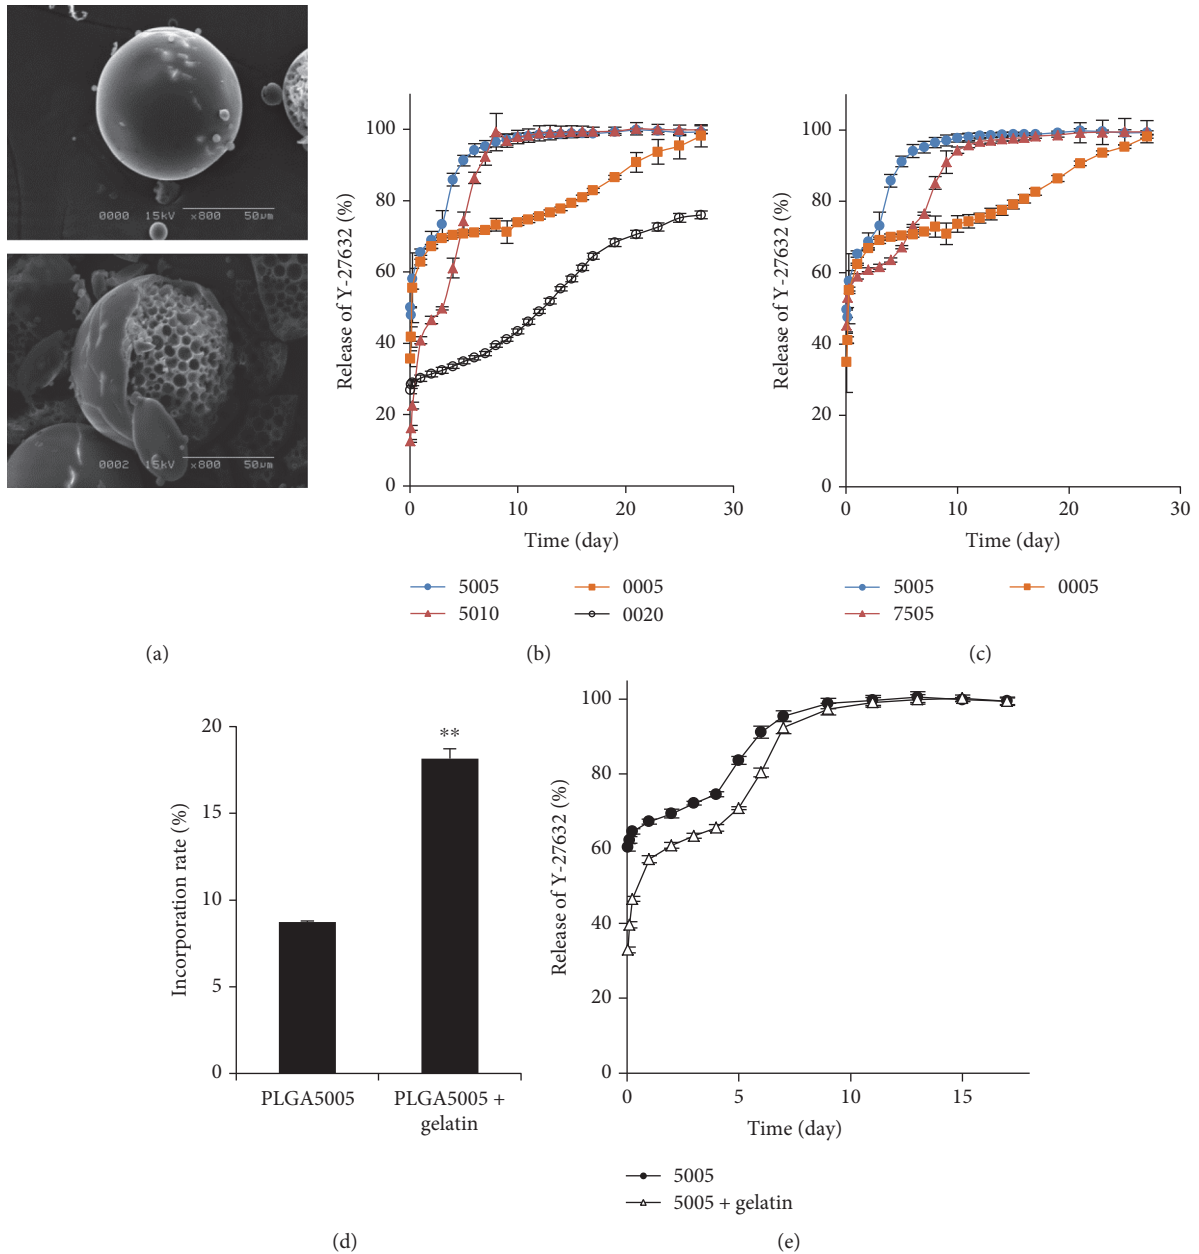 0000 15kV ×800 50μm
0002 15kV ×800 50μm
(a)
Release of Y-27632 (%)
100
80
60
40
20
0
0 10 20 30
Time (day)
5005 0005
5010 0020
(b)
Release of Y-27632 (%)
100
80
60
40
20
0
0 10 20 30
Time (day)
5005 0005
7505
(c)
Incorporation rate (%)
20
15
10
5
0
**
PLGA5005 PLGA5005 +
gelatin
(d)
Release of Y-27632 (%)
100
80
60
40
20
0
0 5 10 15
Time (day)
5005
5005 + gelatin
(e)